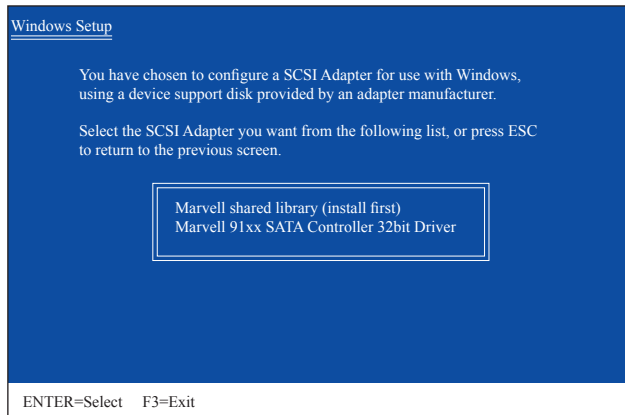 Windows Setup
You have chosen to configure a SCSI Adapter for use with Windows,
using a device support disk provided by an adapter manufacturer.
Select the SCSI Adapter you want from the following list, or press ESC
to return to the previous screen.
Marvell shared library (install first)
Marvell 91xx SATA Controller 32bit Driver
ENTER=Select F3=Exit